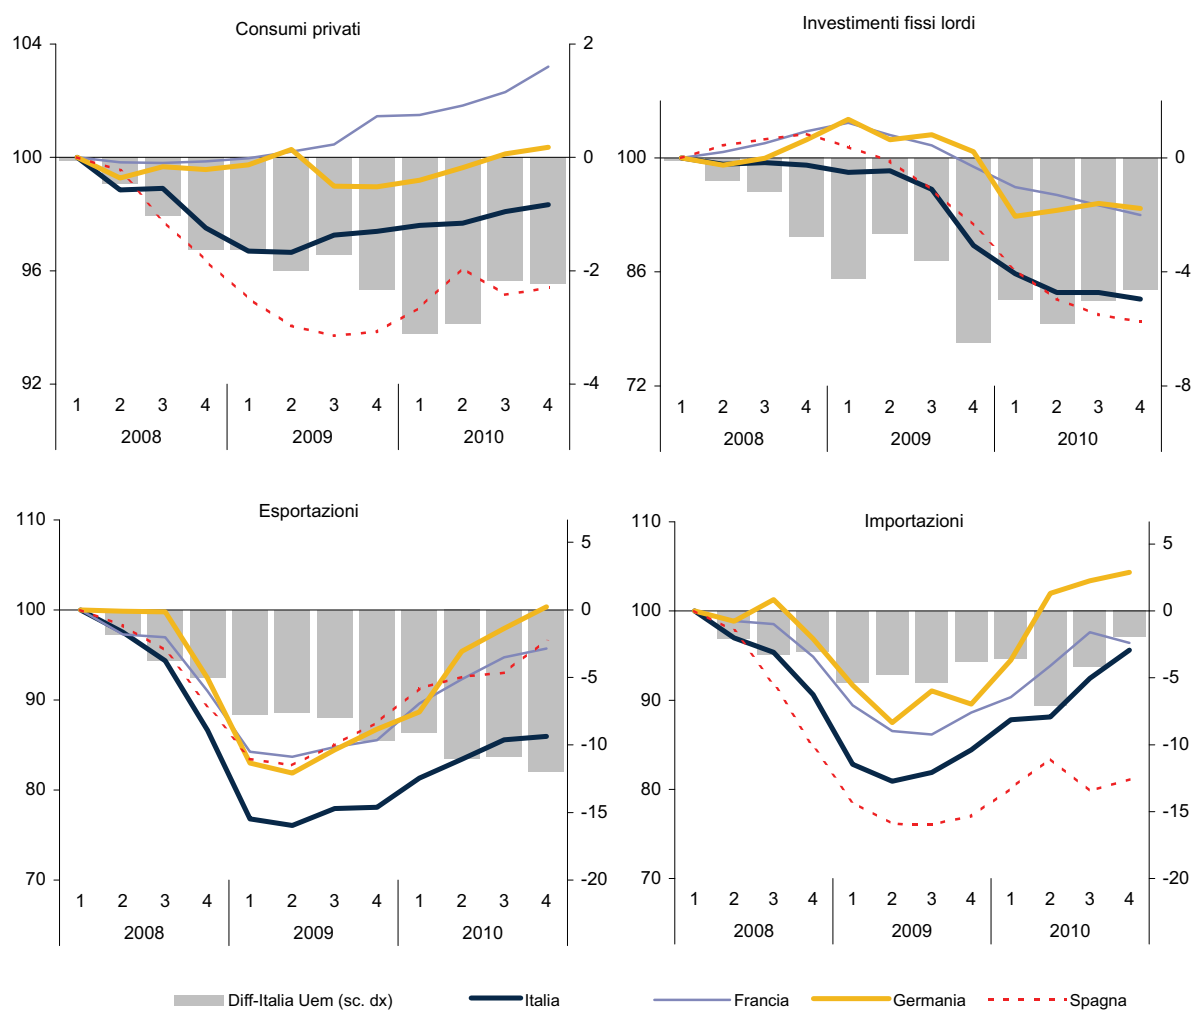 Consumi privati
104
100
96
92
2
0
-2
-4
1 2 3 4 1 2 3 4 1 2 3 4
2008 2009 2010
Investimenti fissi lordi
100
86
72
0
-4
-8
1 2 3 4 1 2 3 4 1 2 3 4
2008 2009 2010
Esportazioni
110
100
90
80
70
5
0
-5
-10
-15
-20
1 2 3 4 1 2 3 4 1 2 3 4
2008 2009 2010
Importazioni
110
100
90
80
70
5
0
-5
-10
-15
-20
1 2 3 4 1 2 3 4 1 2 3 4
2008 2009 2010
Diff-Italia Uem (sc. dx) Italia Francia Germania Spagna